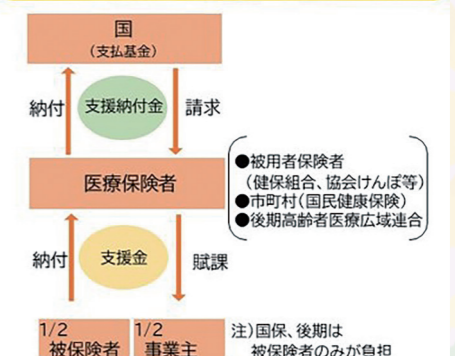 国
(支払基金)
納付
支援納付金
請求
医療保険者
●被用者保険者
(健保組合、協会けんぽ等)
●市町村(国民健康保険)
●後期高齢者医療広域連合
納付
支援金
賦課
1/2
被保険者
1/2
事業主
注)国保、後期は
被保険者のみが負担